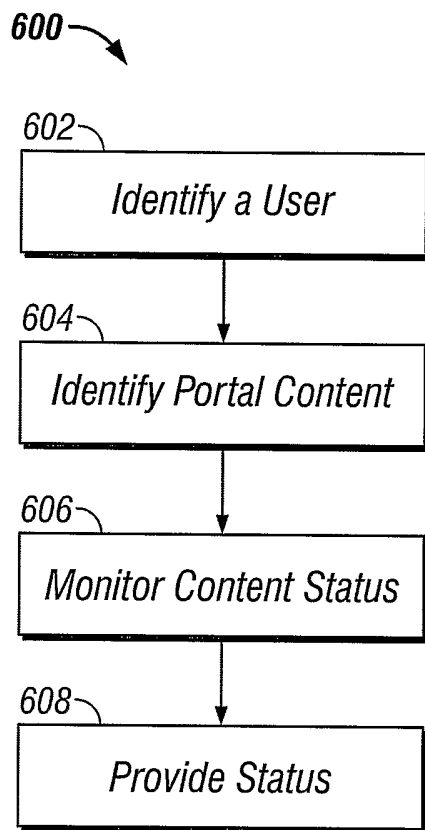 600
602
Identify a User
604
Identify Portal Content
606
Monitor Content Status
608
Provide Status